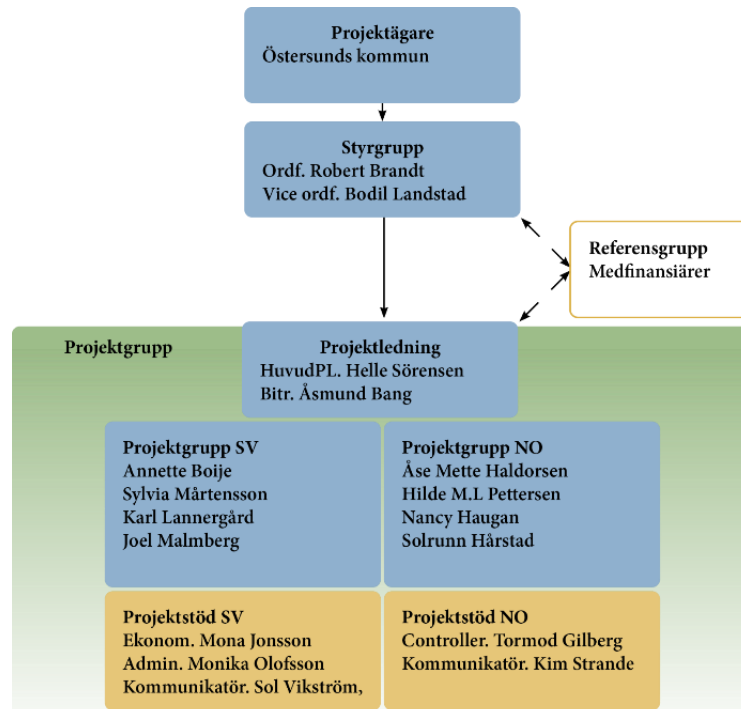 Projektägare
Östersunds kommun
Styrgrupp
Ordf. Robert Brandt
Vice ordf. Bodil Landstad
Referensgrupp
Medfinansiärer
Projektgrupp
Projektledning
HuvudPL. Helle Sörensen
Bitr. Åsmund Bang
Projektgrupp SV
Annette Boije
Sylvia Mårtensson
Karl Lannergård
Joel Malmberg
Projektgrupp NO
Åse Mette Haldorsen
Hilde M.L Pettersen
Nancy Haugan
Solrunn Hårstad
Projektstöd SV
Ekonom. Mona Jonsson
Admin. Monika Olofsson
Kommunikatör. Sol Vikström,
Projektstöd NO
Controller. Tormod Gilberg
Kommunikatör. Kim Strande